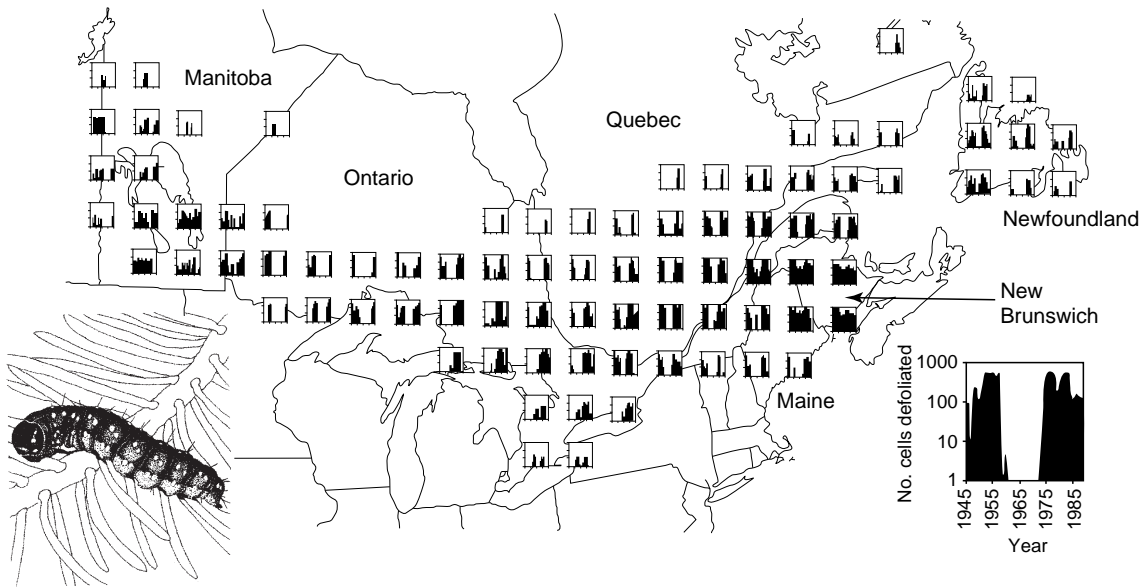 Manitoba
Quebec
Ontario
Newfoundland
New
Brunswich
Maine
No. cells defoliated
1000
100
10
1
1945
1955
1965
1975
1985
Year